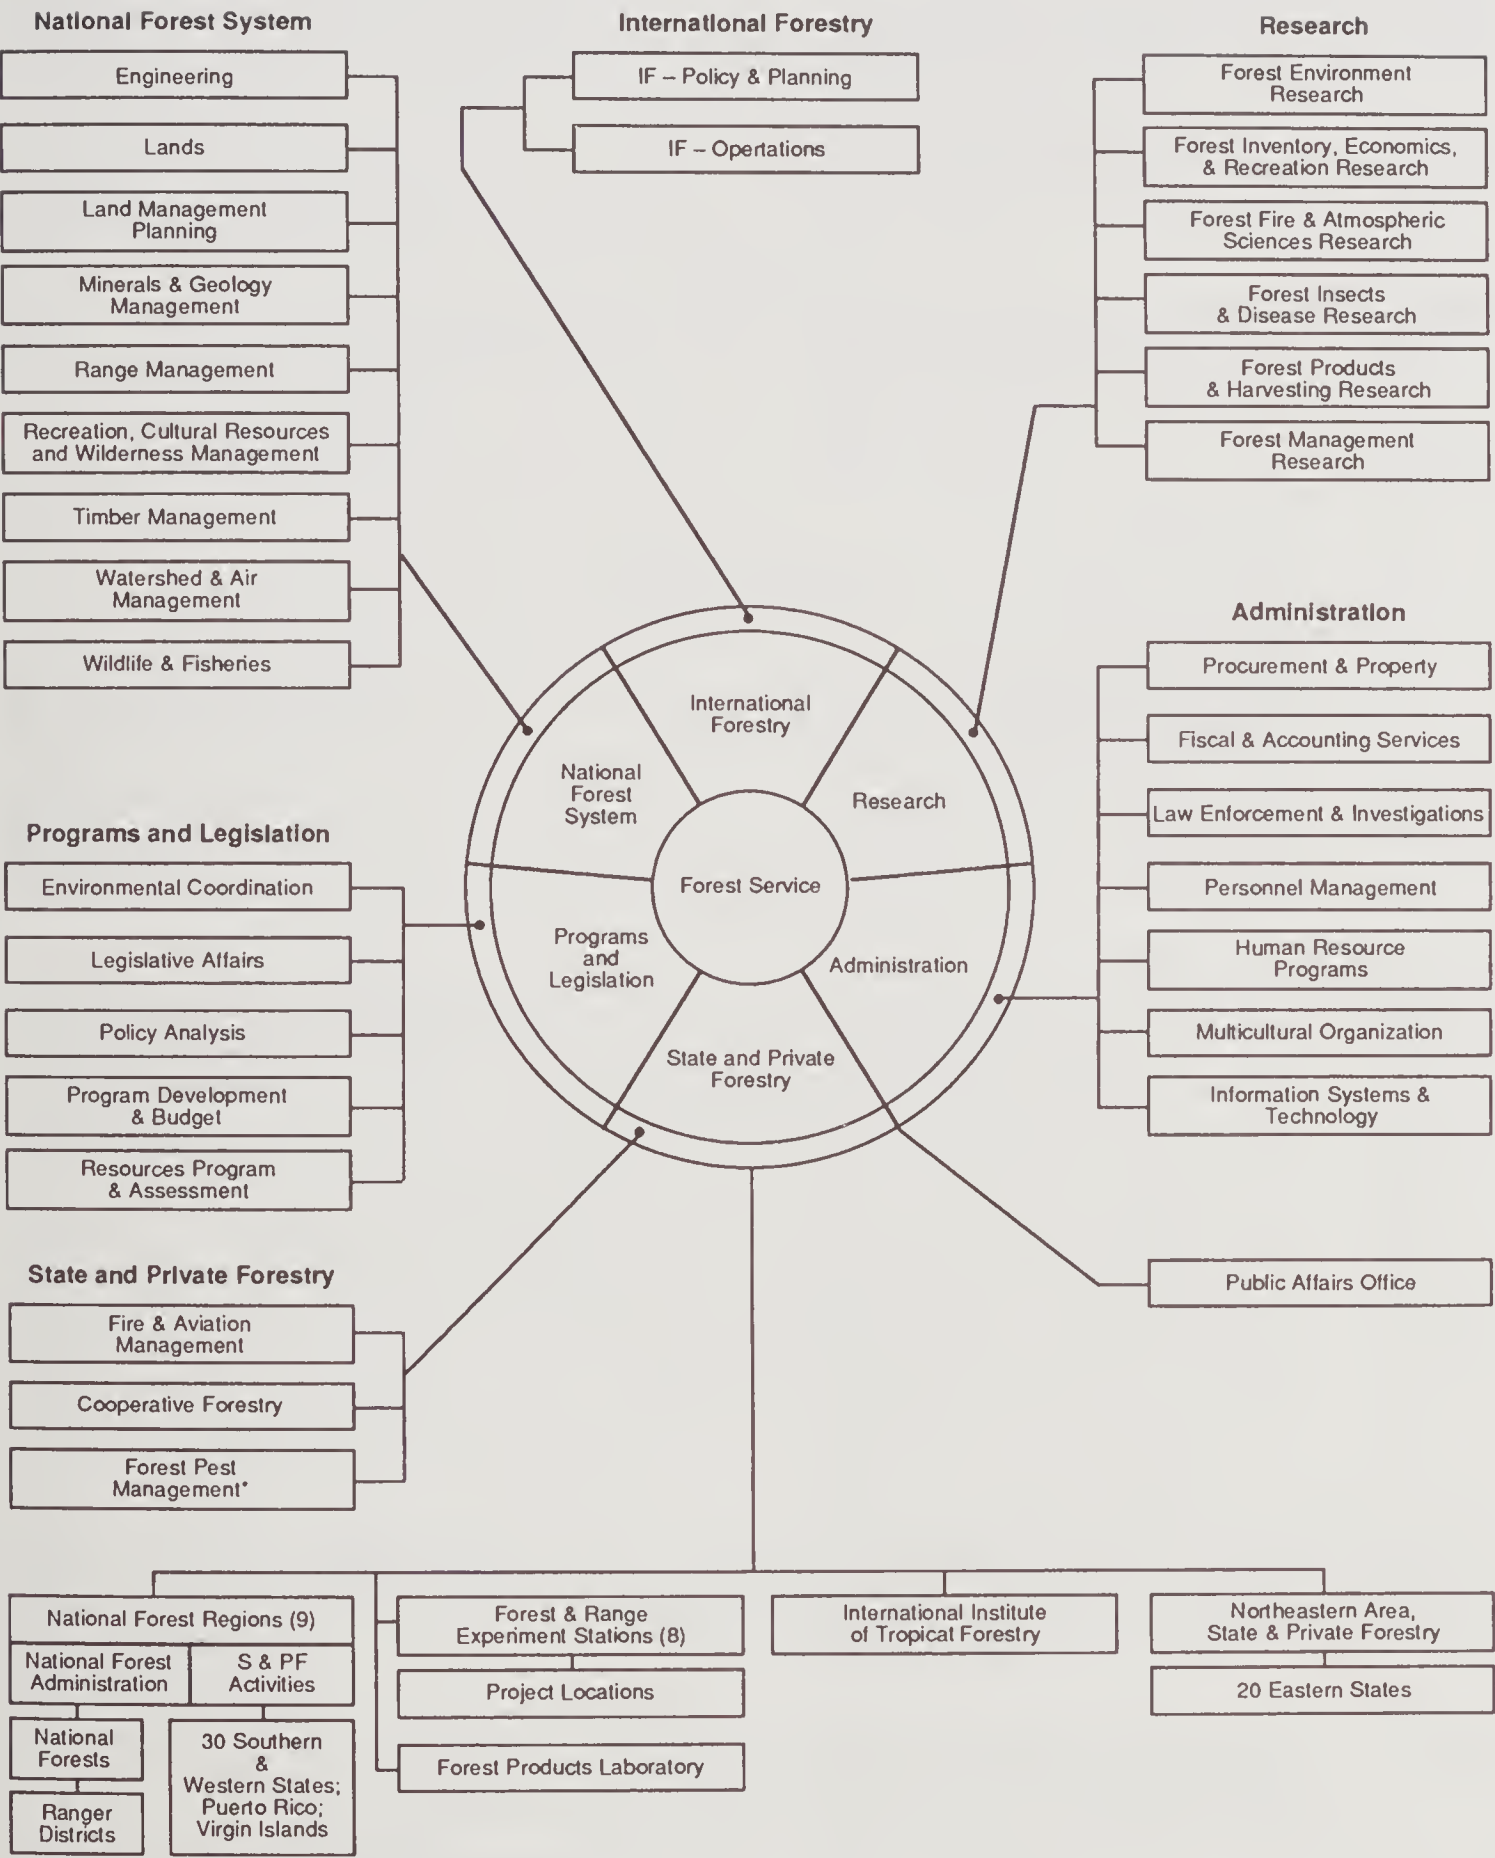 National Forest System
Engineering
Lands
Land Management
Planning
Minerals & Geology
Management
Range Management
Recreation, Cultural Resources
and Wilderness Management
Timber Management
Watershed & Air
Management
Wildlife & Fisheries
International Forestry
IF – Policy & Planning
IF – Opertations
Research
Forest Environment
Research
Forest Inventory, Economics,
& Recreation Research
Forest Fire & Atmospheric
Sciences Research
Forest Insects
& Disease Research
Forest Products
& Harvesting Research
Forest Management
Research
Administration
Procurement & Property
Fiscal & Accounting Services
Law Enforcement & Investigations
Personnel Management
Human Resource
Programs
Multicultural Organization
Information Systems &
Technology
Public Affairs Office
International
Forestry
National
Forest
System
Research
Forest Service
Programs
and
Legislation
Administration
State and Private
Forestry
Programs and Legislation
Environmental Coordination
Legislative Affairs
Policy Analysis
Program Development
& Budget
Resources Program
& Assessment
State and Private Forestry
Fire & Aviation
Management
Cooperative Forestry
Forest Pest
Management*
National Forest Regions (9)
National Forest
Administration
S & PF
Activities
National
Forests
Ranger
Districts
30 Southern
&
Western States;
Puerto Rico;
Virgin Islands
Forest & Range
Experiment Stations (8)
Project Locations
Forest Products Laboratory
International Institute
of Tropical Forestry
Northeastern Area,
State & Private Forestry
20 Eastern States